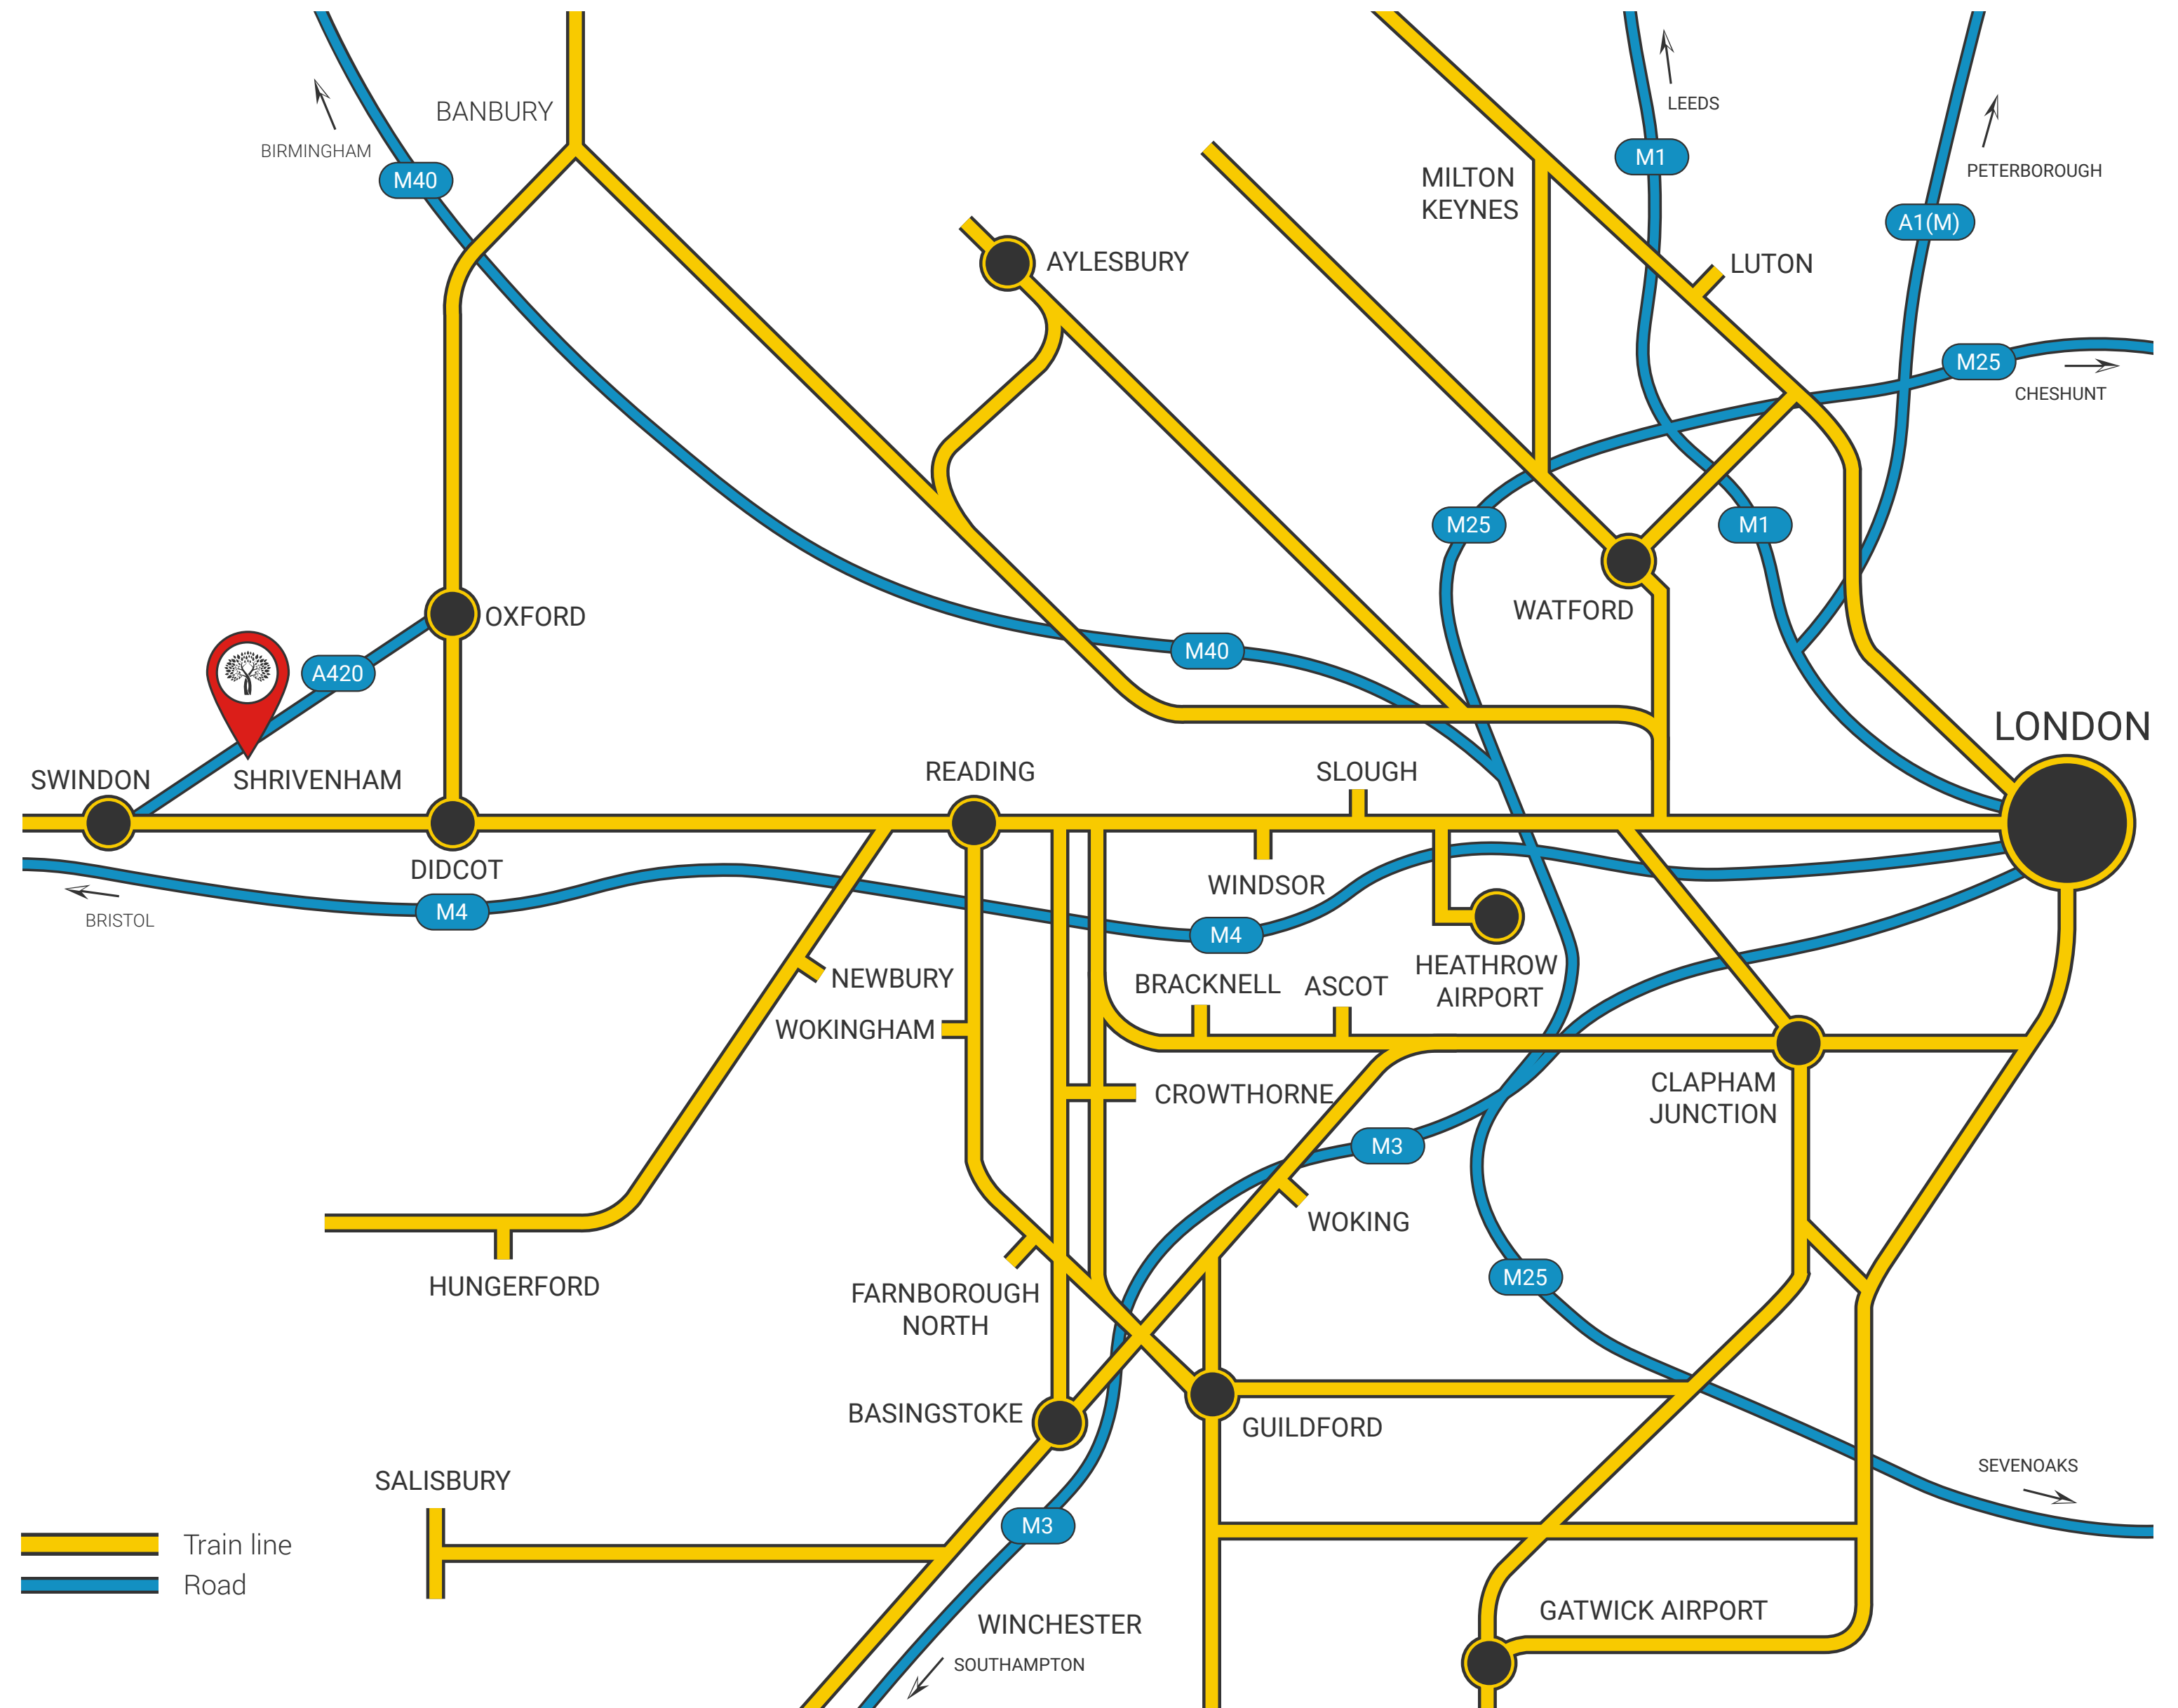 BANBURY
BIRMINGHAM
M40
LEEDS
M1
PETERBOROUGH
MILTON
KEYNES
A1(M)
LUTON
AYLESBURY
M25
CHESHUNT
M25
M1
WATFORD
OXFORD
M40
A420
LONDON
SWINDON
SHRIVENHAM
READING
SLOUGH
DIDCOT
WINDSOR
M4
BRISTOL
M4
HEATHROW
AIRPORT
NEWBURY
BRACKNELL
ASCOT
WOKINGHAM
CROWTHORNE
CLAPHAM
JUNCTION
M3
WOKING
HUNGERFORD
FARNBOROUGH
NORTH
M25
BASINGSTOKE
GUILDFORD
SALISBURY
SEVENOAKS
M3
Train line
Road
WINCHESTER
GATWICK AIRPORT
SOUTHAMPTON